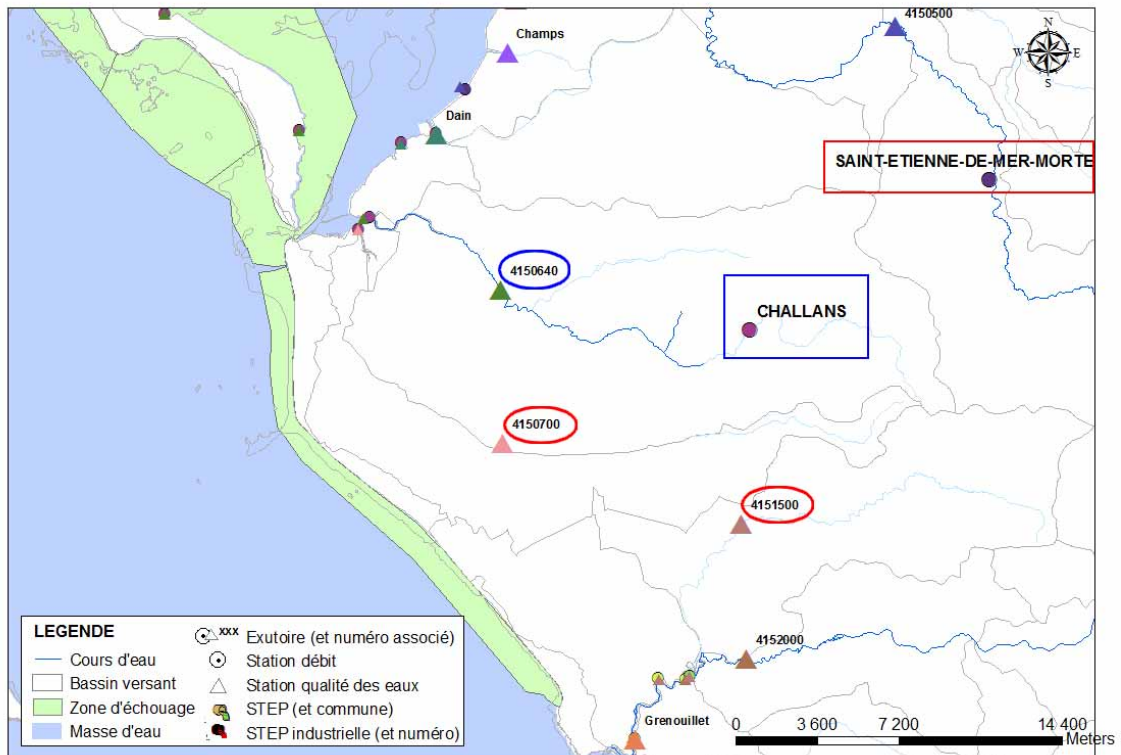 4150500
Champs
N
W E
S
Dain
SAINT-ETIENNE-DE-MER-MORTE
4150640
CHALLANS
4150700
4151500
LEGENDE
xxx Exutoire (et numéro associé)
Cours d'eau
Station débit
Bassin versant
Station qualité des eaux
Zone d'échouage
STEP (et commune)
Masse d'eau
STEP industrielle (et numéro)
4152000
Grenouillet
0 3 600 7 200 14 400
Meters